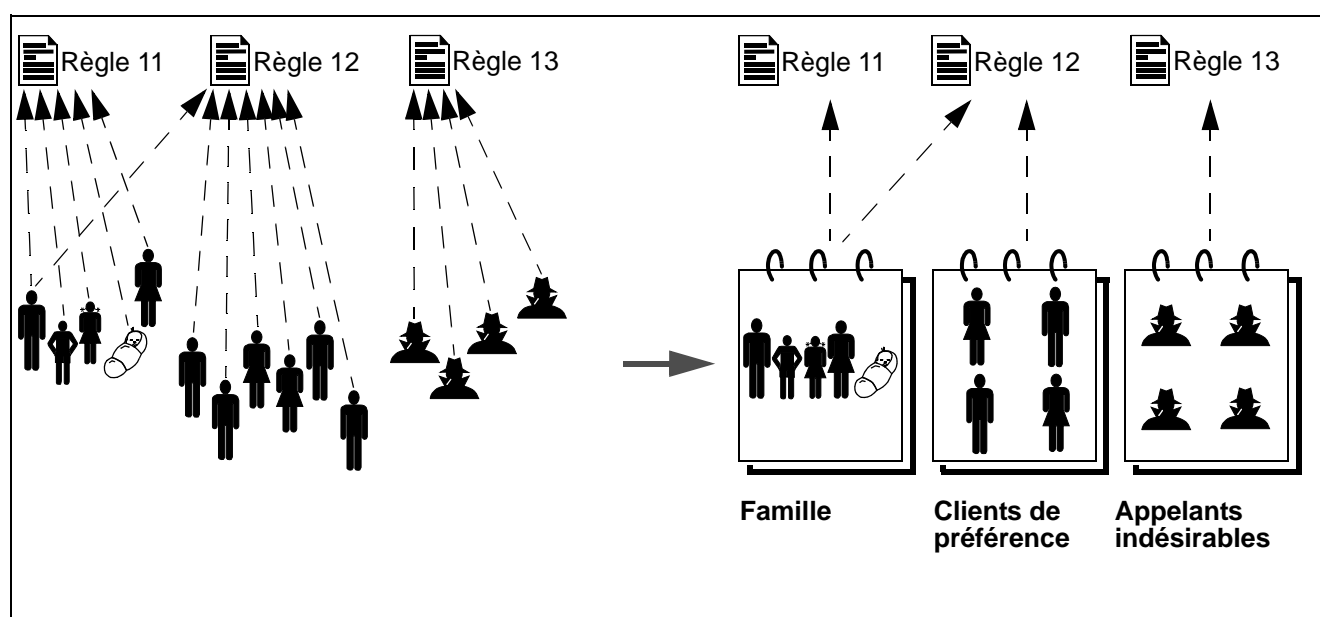 Règle 11
Règle 12
Règle 13
Règle 11
Règle 12
Règle 13
Famille
Clients de
préférence
Appelants
indésirables